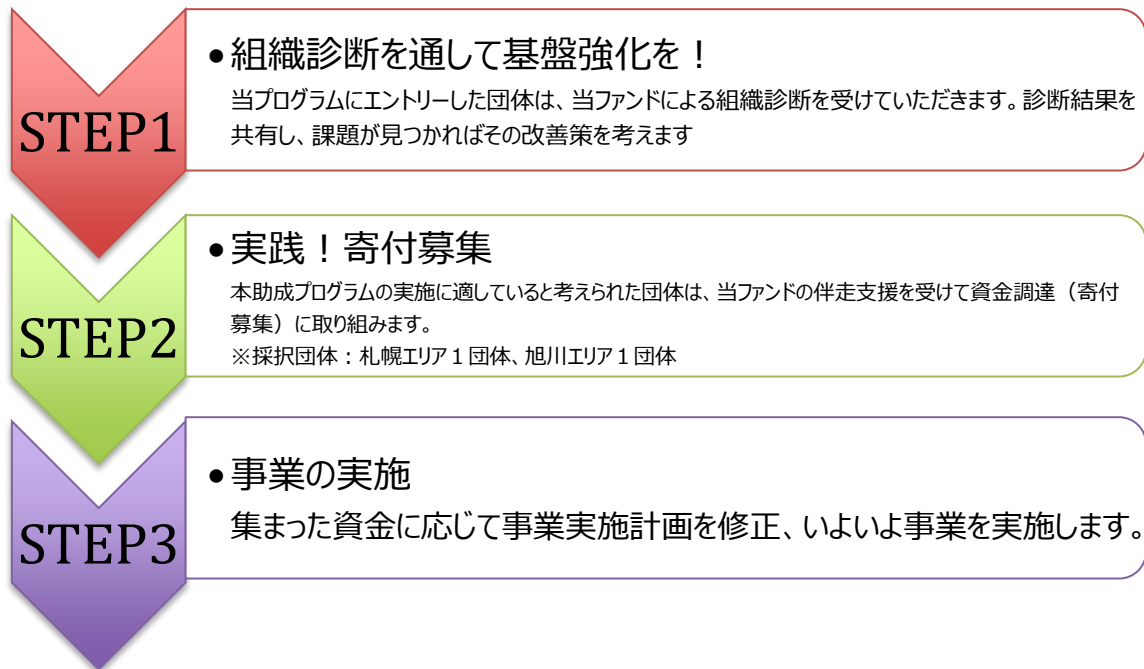 STEP1
•組織診断を通して基盤強化を！
当プログラムにエントリーした団体は、当ファンドによる組織診断を受けていただきます。診断結果を
共有し、課題が見つかればその改善策を考えます
STEP2
•実践！寄付募集
本助成プログラムの実施に適していると考えられた団体は、当ファンドの伴走支援を受けて資金調達（寄付
募集）に取り組みます。
※採択団体：札幌エリア１団体、旭川エリア１団体
STEP3
•事業の実施
集まった資金に応じて事業実施計画を修正、いよいよ事業を実施します。